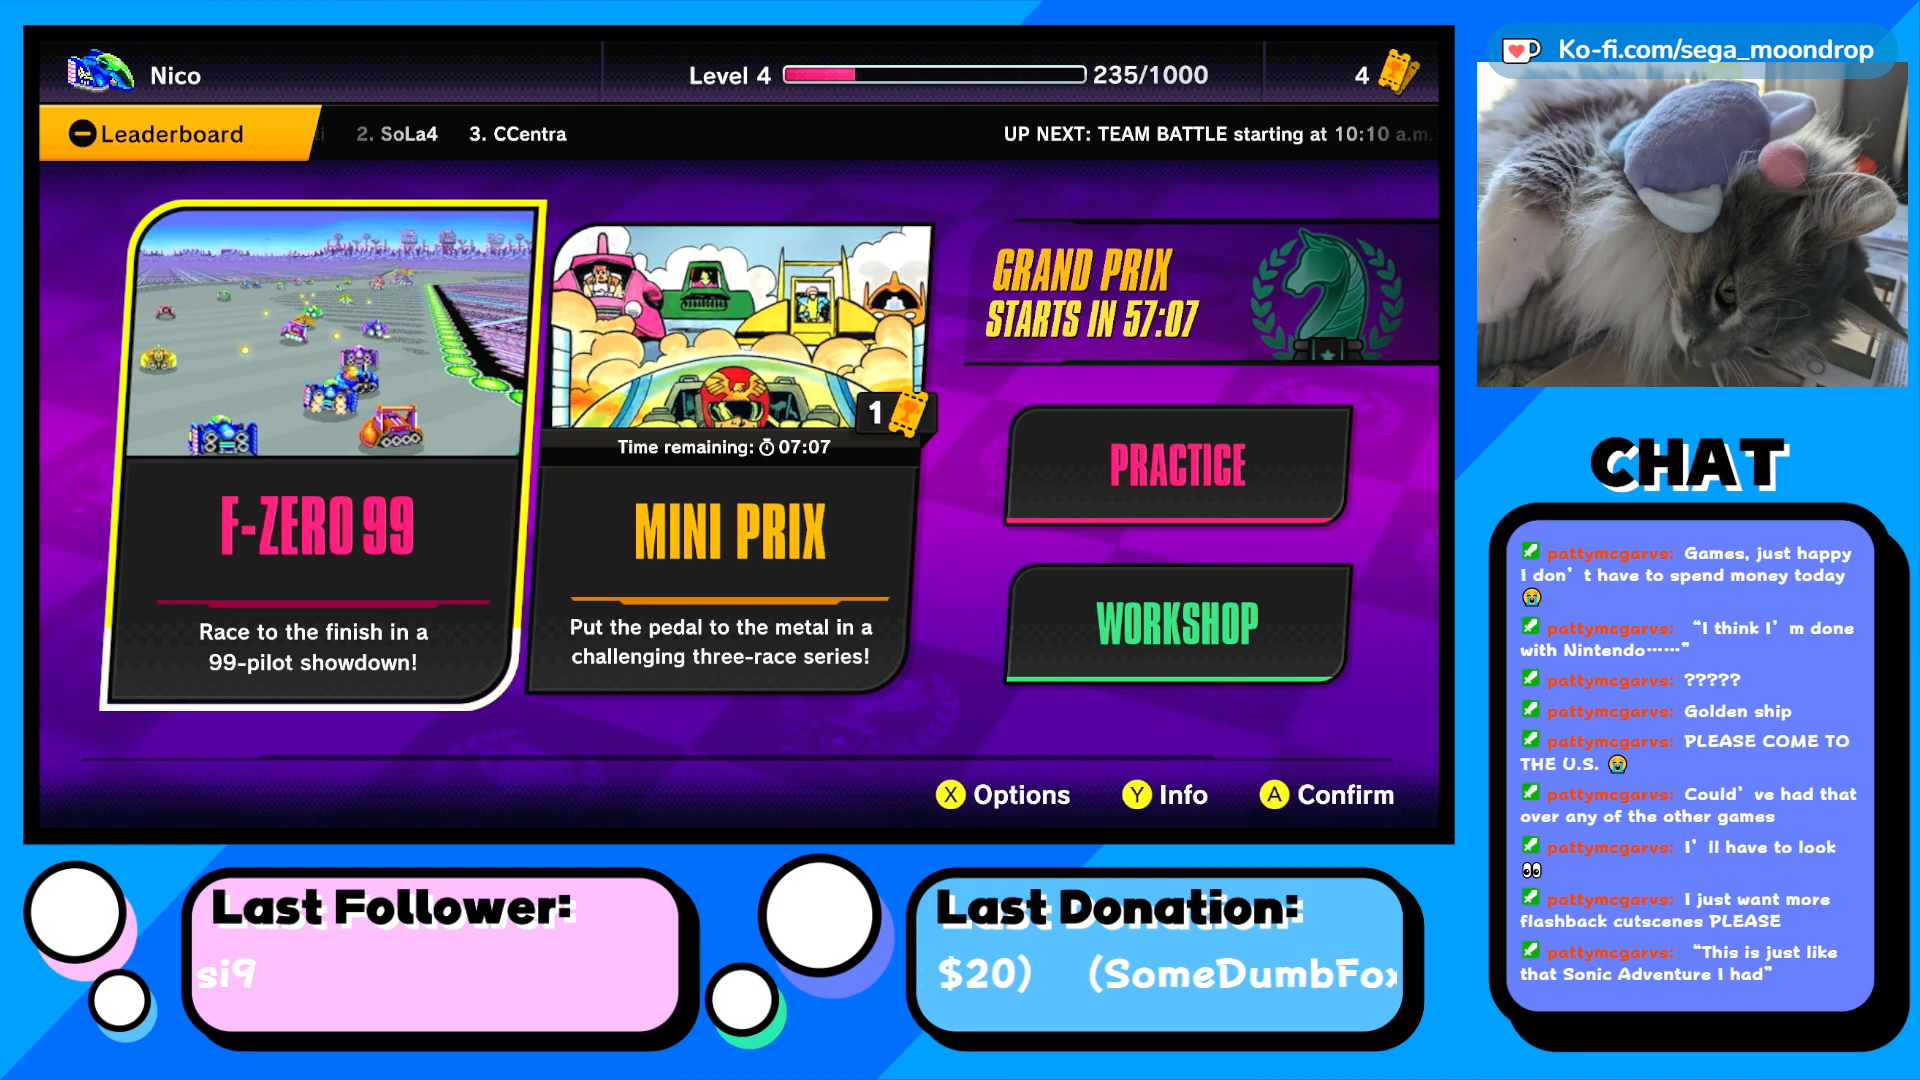 Nico
Level 4
235/1000
4
Leaderboard
2. SoLa4
3. CCentra
UP NEXT: TEAM BATTLE starting at 10:10 a.m.
GRAND PRIX
STARTS IN 57:07
1
Time remaining: 07:07
F-ZERO 99
Race to the finish in a
99-pilot showdown!
MINI PRIX
Put the pedal to the metal in a
challenging three-race series!
PRACTICE
WORKSHOP
X Options
Y Info
A Confirm
Ko-fi.com/sega_moondrop
CHAT
pattymcgarvs: Games, just happy
I don’t have to spend money today
😭
pattymcgarvs: “I think I’m done
with Nintendo……”
pattymcgarvs: ?????
pattymcgarvs: Golden ship
pattymcgarvs: PLEASE COME TO
THE U.S. 😭
pattymcgarvs: Could’ve had that
over any of the other games
pattymcgarvs: I’ll have to look
👀
pattymcgarvs: I just want more
flashback cutscenes PLEASE
pattymcgarvs: “This is just like
that Sonic Adventure I had”
Last Follower:
si9
Last Donation:
$20) (SomeDumbFox